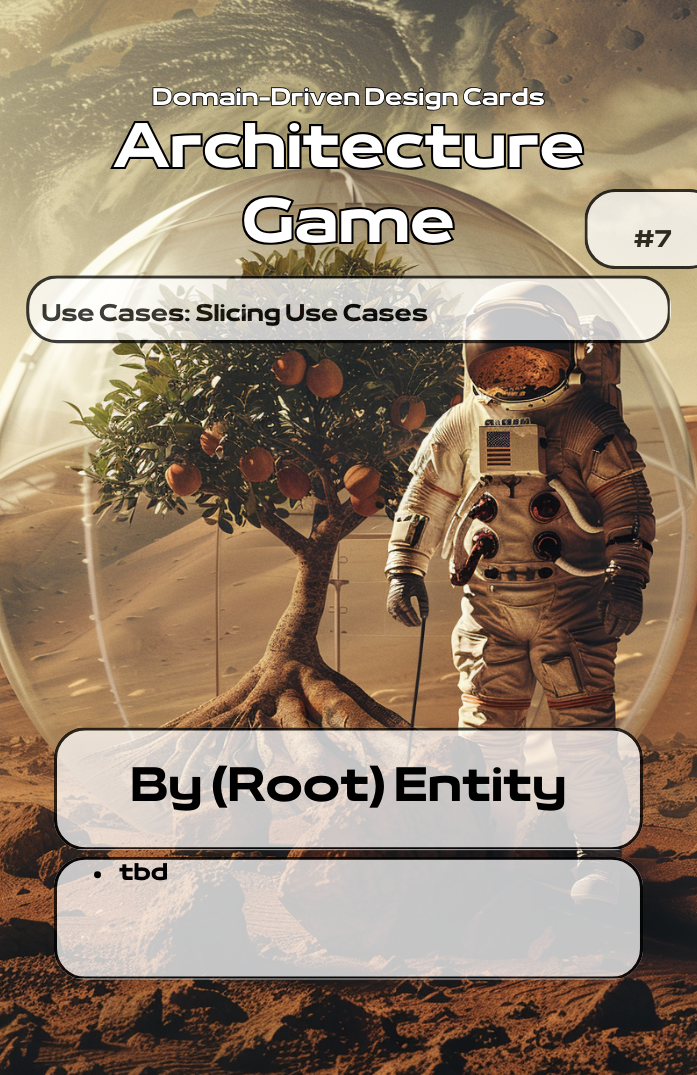 Domain-Driven Design Cards
Architecture
Game
#7
Use Cases: Slicing Use Cases
By (Root) Entity
• tbd